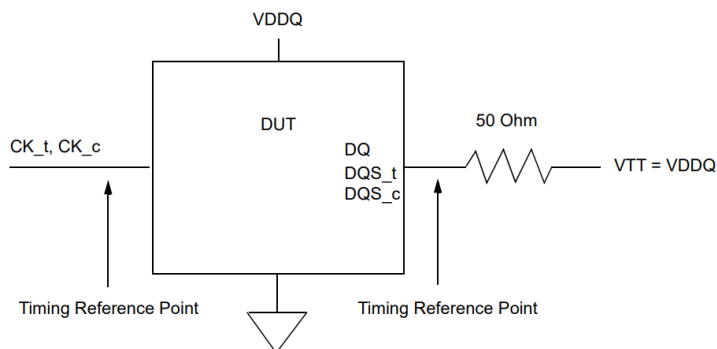 VDDQ
DUT
50 Ohm
CK_t, CK_c
DQ
DQS_t
DQS_c
VTT = VDDQ
Timing Reference Point
Timing Reference Point